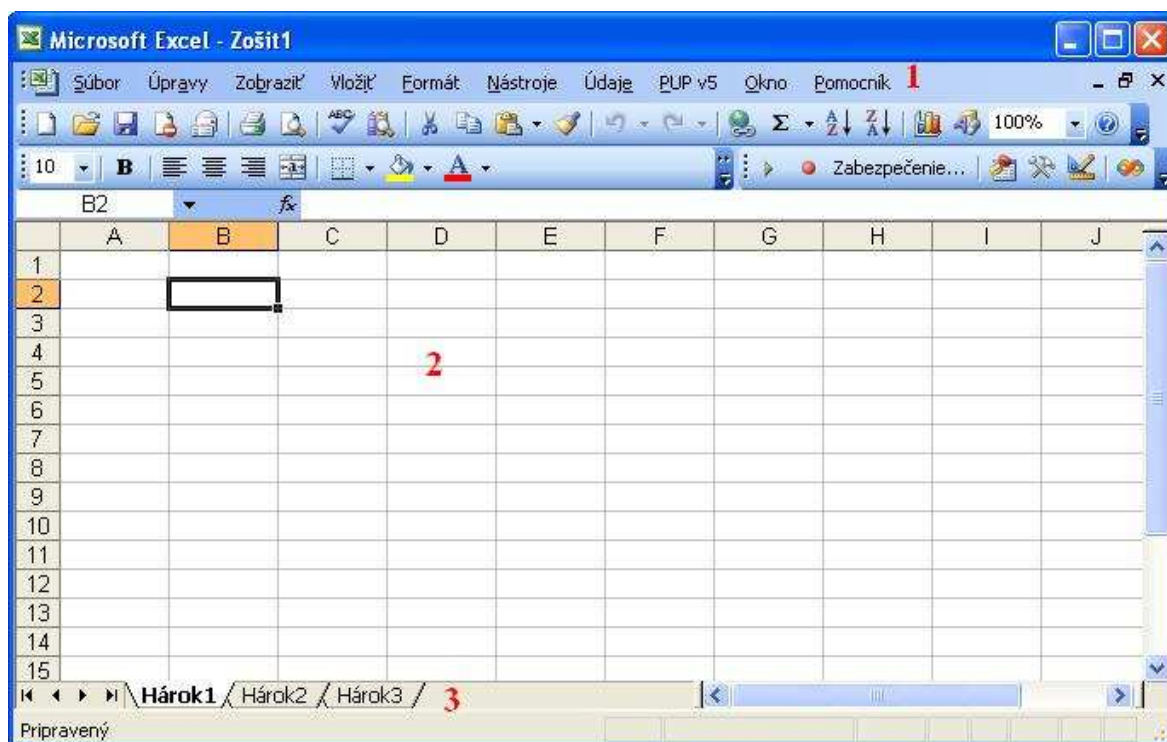 Microsoft Excel - Zošit1
Súbor Úpravy Zobraziť Vložiť Formát Nástroje Údaje PUP v5 Okno Pomocník 1
ABC Σ A Z Z A 100%
10 B A Zabezpečenie...
B2 fx
A B C D E F G H I J
1
2
3
4
2
5
6
7
8
9
10
11
12
13
14
15
Hárok1 Hárok2 Hárok3 3
Pripravený